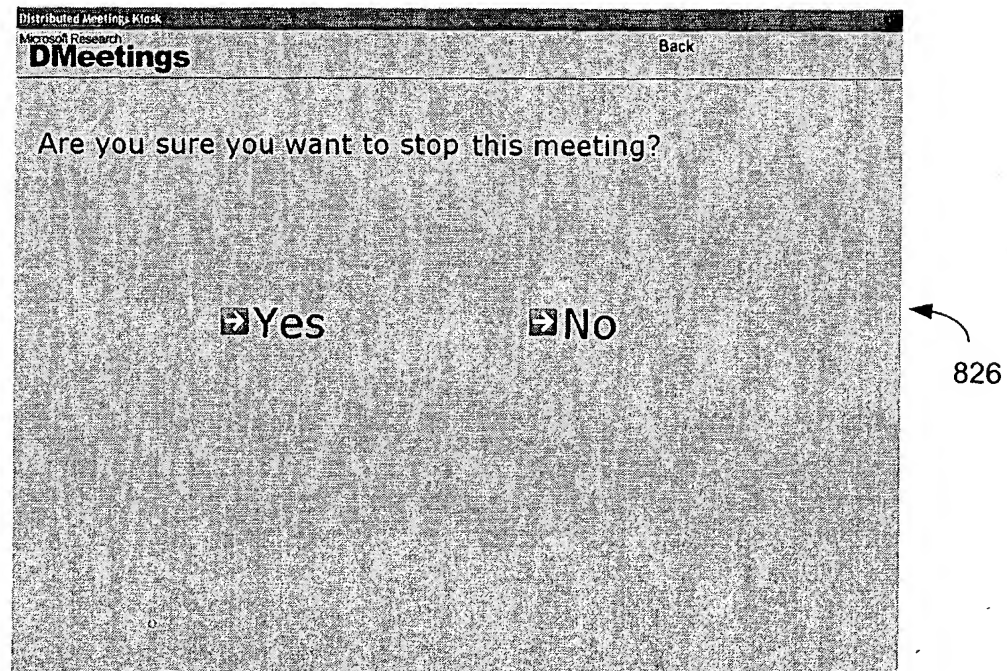 Distributed Meetings Kiosk
Microsoft Research
DMeetings
Back
Are you sure you want to stop this meeting?
Yes
No
826